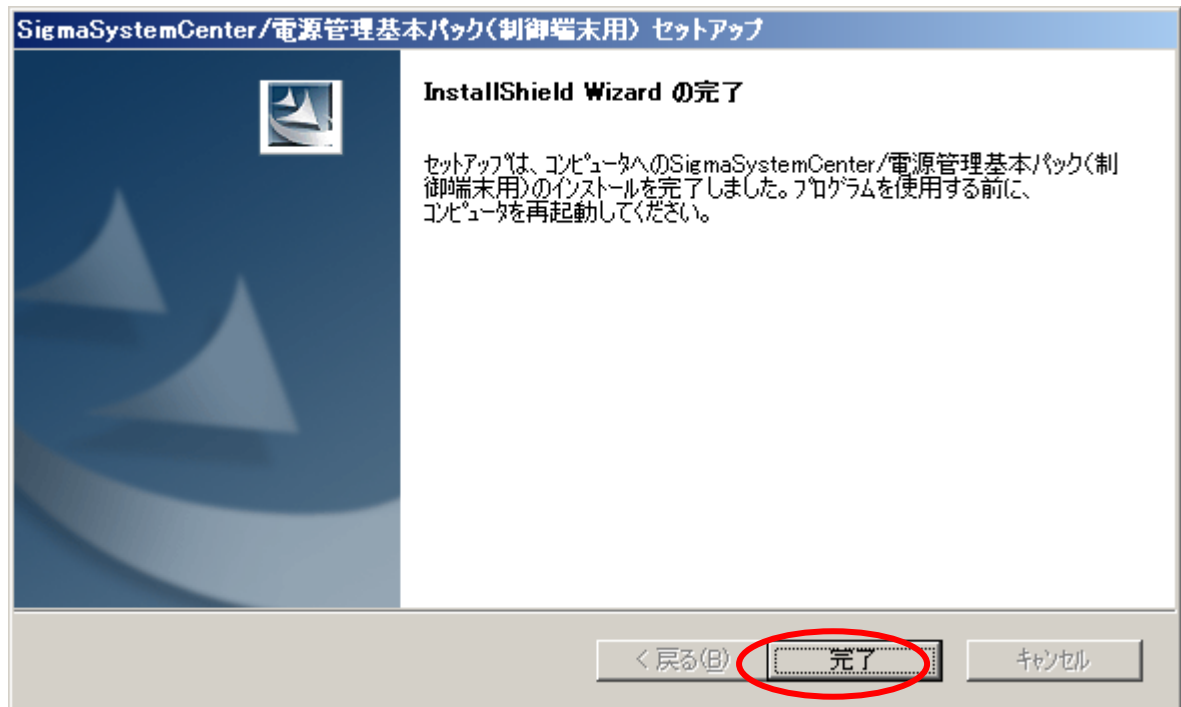 SigmaSystemCenter/電源管理基本パック(制御端末用) セットアップ
InstallShield Wizard の完了
セットアップは、コンピュータへのSigmaSystemCenter/電源管理基本パック(制
御端末用)のインストールを完了しました。プログラムを使用する前に、
コンピュータを再起動してください。
< 戻る(B)
完了
キャンセル